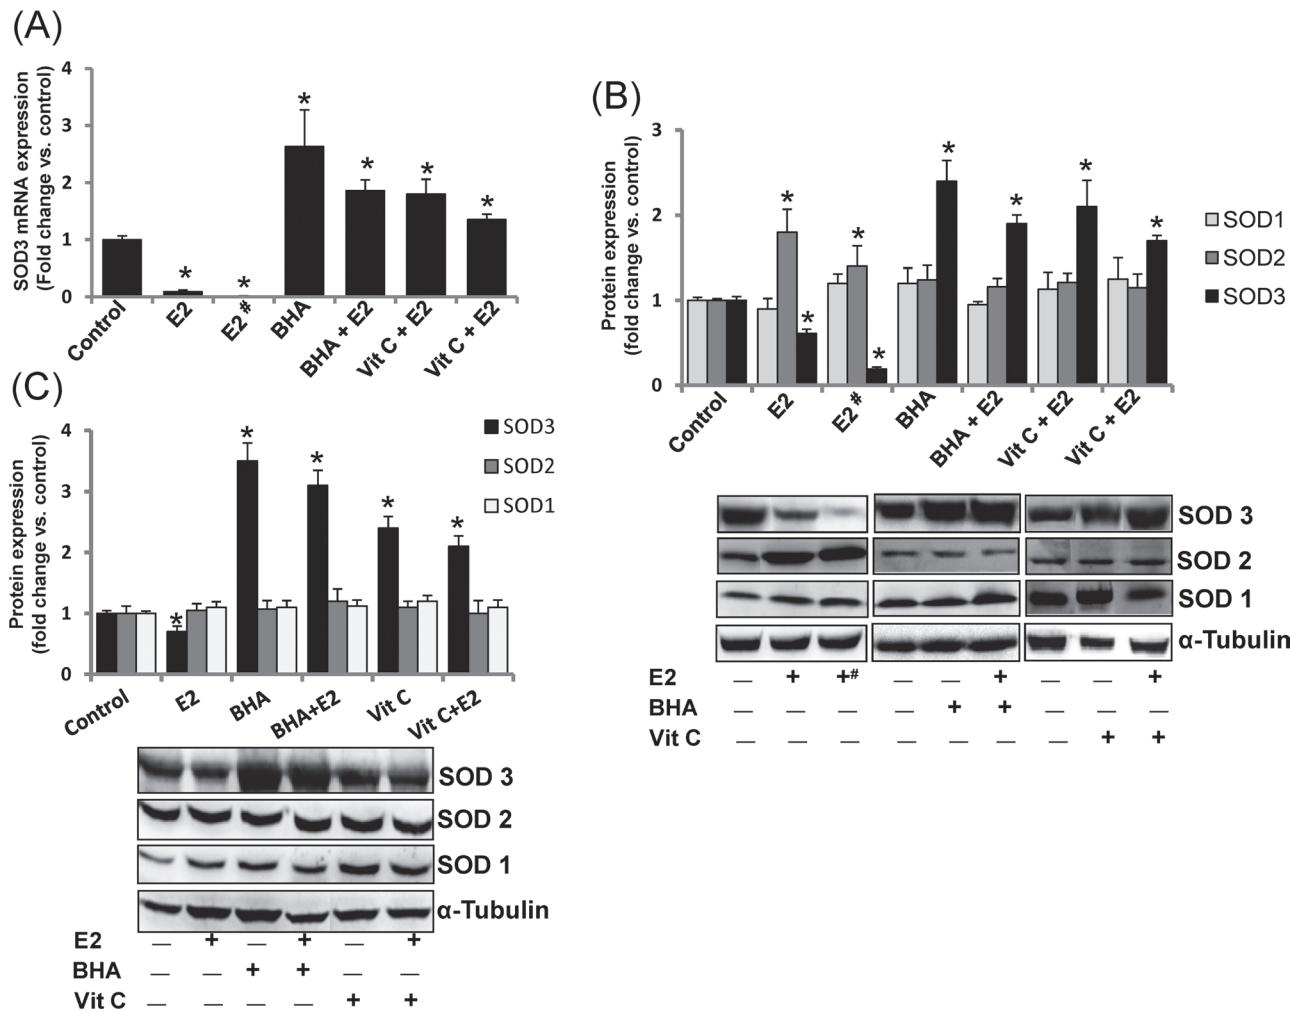 (A)
SOD3 mRNA expression
(Fold change vs. control)
4
3
2
1
0
*
*
*
*
*
*
Control
E2
E2 #
BHA
BHA + E2
Vit C + E2
Vit C + E2
(B)
Protein expression
(fold change vs. control)
3
2
1
0
*
*
*
*
*
*
*
*
Control
E2
E2 #
BHA
BHA + E2
Vit C + E2
Vit C + E2
SOD1
SOD2
SOD3
SOD 3
SOD 2
SOD 1
α-Tubulin
E2 — + +# — — + — — +
BHA — — — — + + — — —
Vit C — — — — — — — + +
(C)
Protein expression
(fold change vs. control)
4
3
2
1
0
*
*
*
*
*
SOD3
SOD2
SOD1
Control
E2
BHA
BHA+E2
Vit C
Vit C+E2
SOD 3
SOD 2
SOD 1
α-Tubulin
E2 — + — + — +
BHA — — + + — —
Vit C — — — — + +